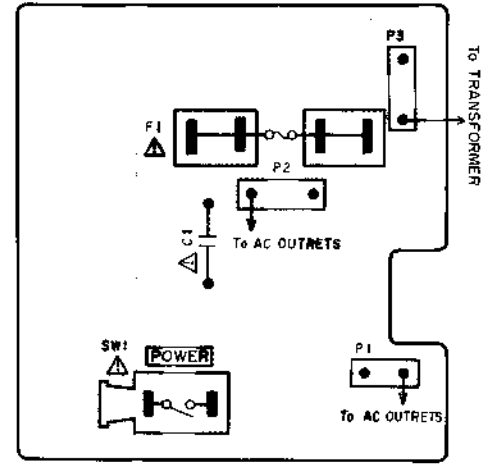 P3
To TRANSFORMER
F1
P2
To AC OUTRETS
C1
SW1
POWER
P1
To AC OUTRETS